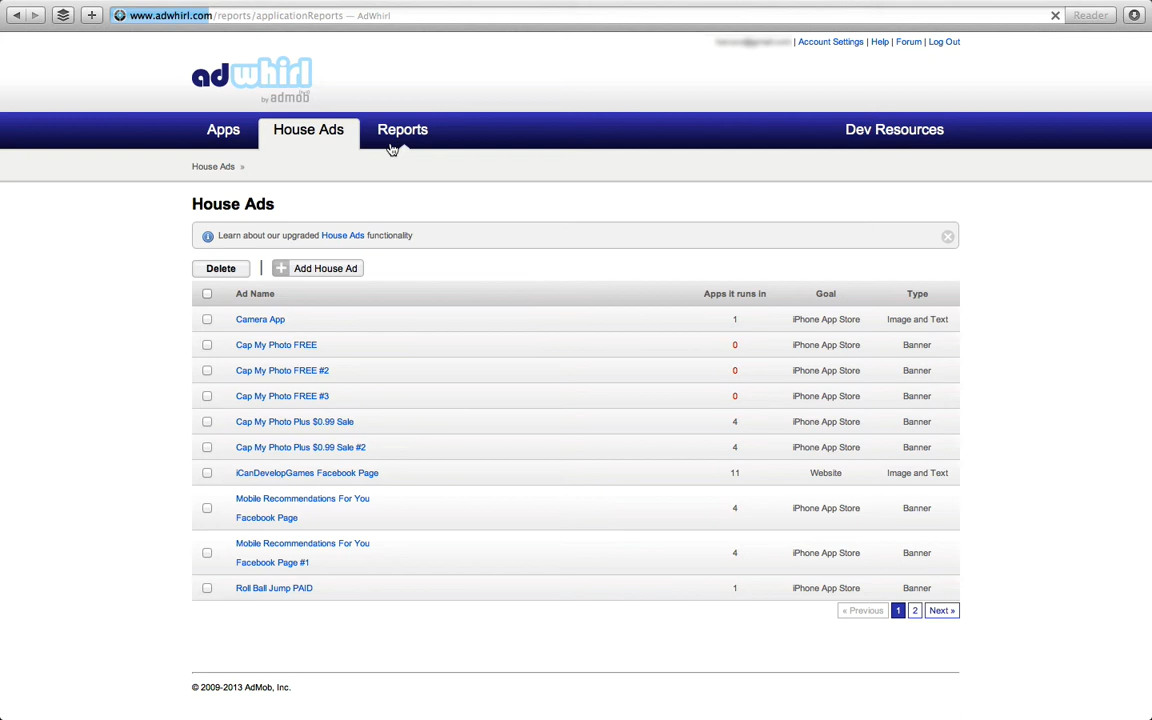 www.adwhirl.com/reports/applicationReports — AdWhirl
Reader
| Account Settings | Help | Forum | Log Out
adwhirl
by admob
Apps
House Ads
Reports
Dev Resources
House Ads »
House Ads
Learn about our upgraded House Ads functionality
Delete | Add House Ad
Ad Name Apps it runs in Goal Type
Camera App 1 iPhone App Store Image and Text
Cap My Photo FREE 0 iPhone App Store Banner
Cap My Photo FREE #2 0 iPhone App Store Banner
Cap My Photo FREE #3 0 iPhone App Store Banner
Cap My Photo Plus $0.99 Sale 4 iPhone App Store Banner
Cap My Photo Plus $0.99 Sale #2 4 iPhone App Store Banner
iCanDevelopGames Facebook Page 11 Website Image and Text
Mobile Recommendations For You
Facebook Page 4 iPhone App Store Banner
Mobile Recommendations For You
Facebook Page #1 4 iPhone App Store Banner
Roll Ball Jump PAID 1 iPhone App Store Banner
« Previous 1 2 Next »
© 2009-2013 AdMob, Inc.